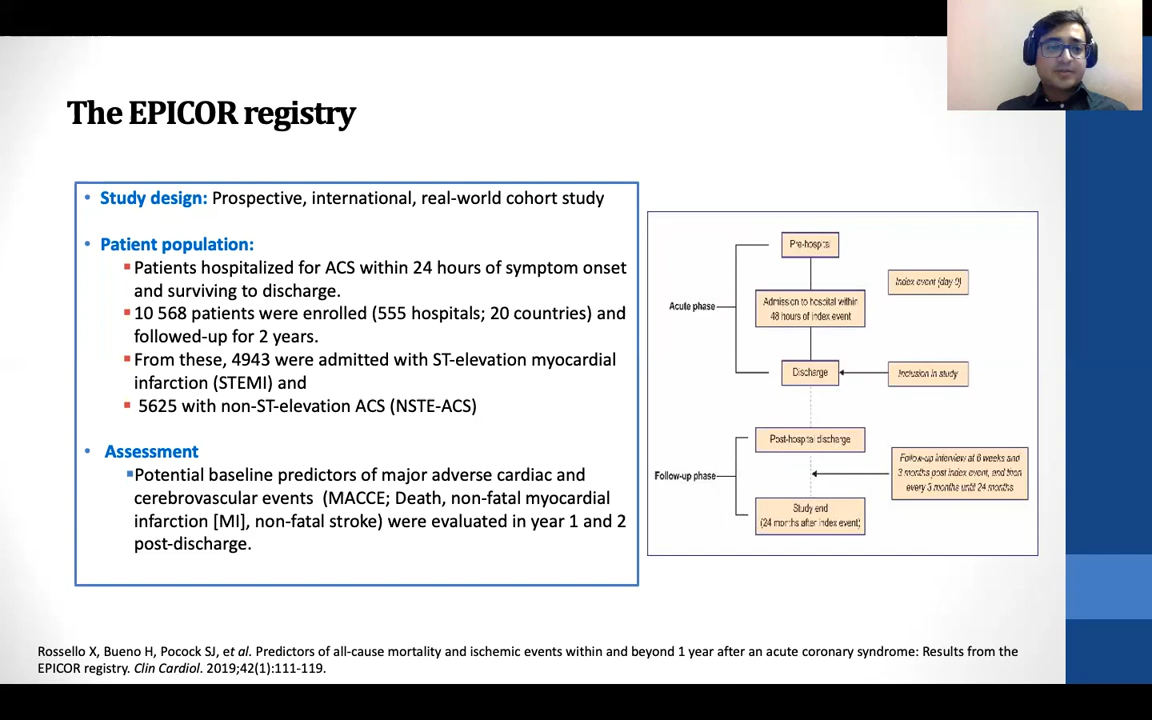 The EPICOR registry
• Study design: Prospective, international, real-world cohort study
• Patient population:
▪Patients hospitalized for ACS within 24 hours of symptom onset
and surviving to discharge.
▪10 568 patients were enrolled (555 hospitals; 20 countries) and
followed-up for 2 years.
▪From these, 4943 were admitted with ST-elevation myocardial
infarction (STEMI) and
▪ 5625 with non-ST-elevation ACS (NSTE-ACS)
• Assessment
▪Potential baseline predictors of major adverse cardiac and
cerebrovascular events (MACCE; Death, non-fatal myocardial
infarction [MI], non-fatal stroke) were evaluated in year 1 and 2
post-discharge.
Pre-hospital
Index event (day 0)
Acute phase
Admission to hospital within
48 hours of index event
Discharge
Inclusion in study
Post-hospital discharge
Follow-up phase
Follow-up interview at 6 weeks and
3 months post index event, and then
every 3 months until 24 months
Study end
(24 months after index event)
Rossello X, Bueno H, Pocock SJ, et al. Predictors of all-cause mortality and ischemic events within and beyond 1 year after an acute coronary syndrome: Results from the
EPICOR registry. Clin Cardiol. 2019;42(1):111-119.